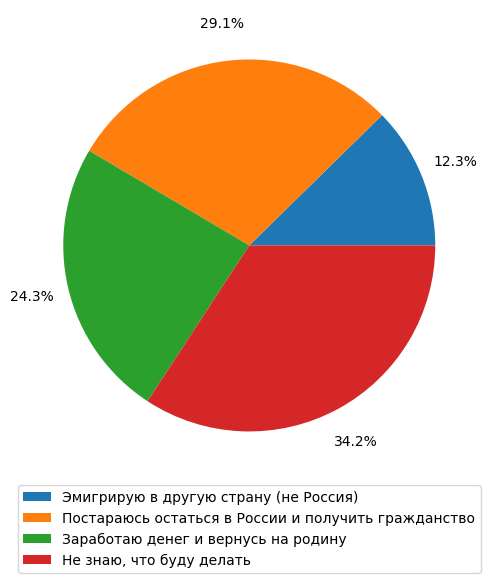 29.1%
12.3%
24.3%
34.2%
Эмигрирую в другую страну (не Россия)
Постараюсь остаться в России и получить гражданство
Заработаю денег и вернусь на родину
Не знаю, что буду делать